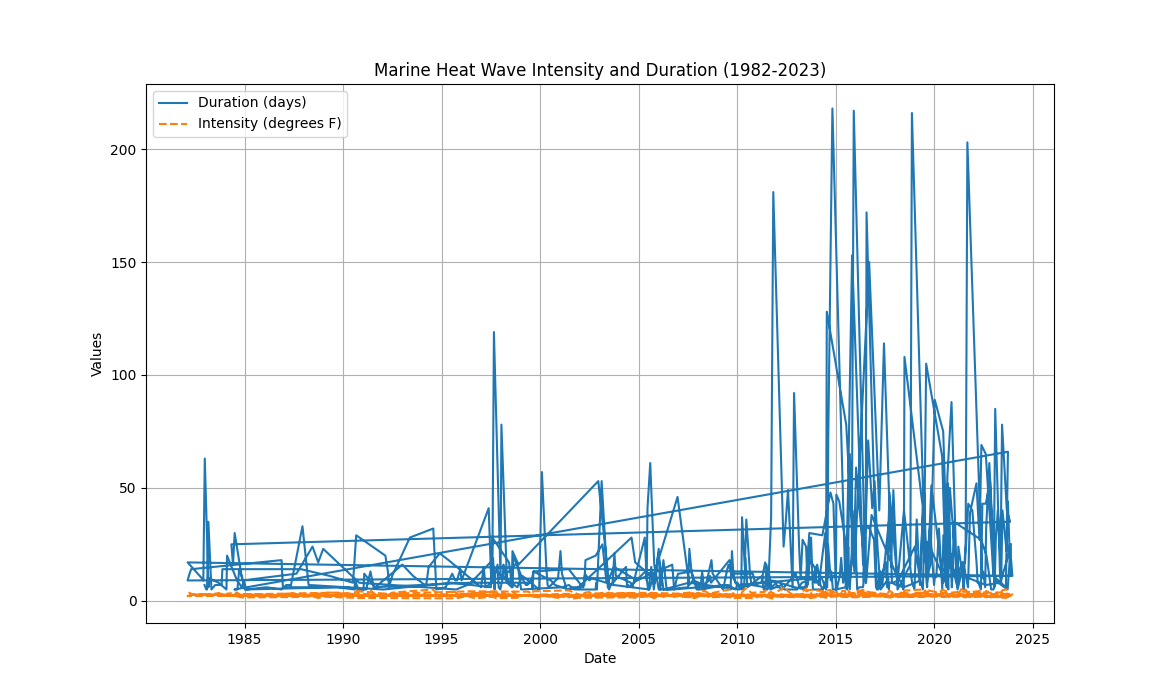 Marine Heat Wave Intensity and Duration (1982-2023)
Duration (days)
Intensity (degrees F)
200
150
100
50
0
Values
1985 1990 1995 2000 2005 2010 2015 2020 2025
Date